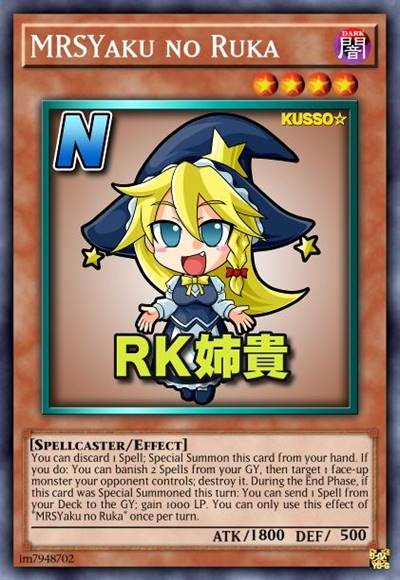 MRSYaku no Ruka
DARK
闇
N
KUSSO☆
RK姉貴
[Spellcaster/Effect]
You can discard 1 Spell; Special Summon this card from your hand. If
you do: You can banish 2 Spells from your GY, then target 1 face-up
monster your opponent controls; destroy it. During the End Phase, if
this card was Special Summoned this turn: You can send 1 Spell from
your Deck to the GY; gain 1000 LP. You can only use this effect of
"MRSYaku no Ruka" once per turn.
ATK/1800 DEF/ 500
im7948702